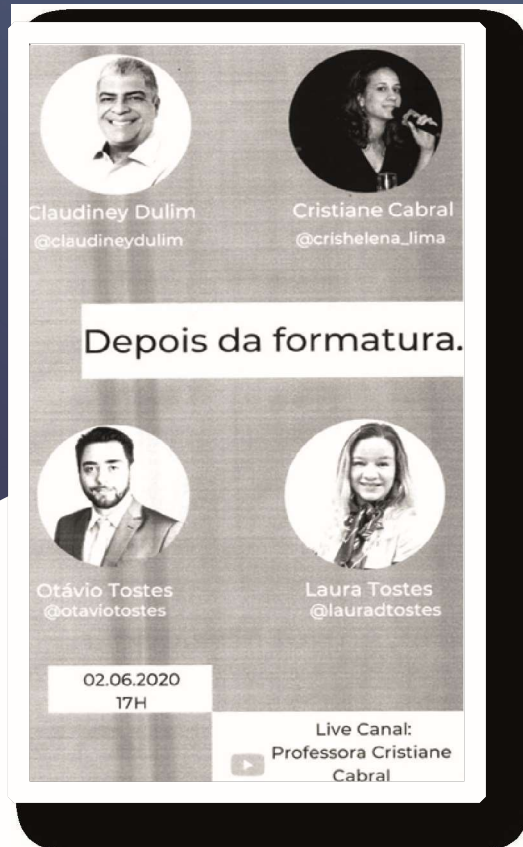 Claudiney Dulim
@claudineydulim
Cristiane Cabral
@crishelena_lima
Depois da formatura.
Otávio Tostes
@otaviotostes
Laura Tostes
@lauradtostes
02.06.2020
17H
Live Canal:
Professora Cristiane
Cabral